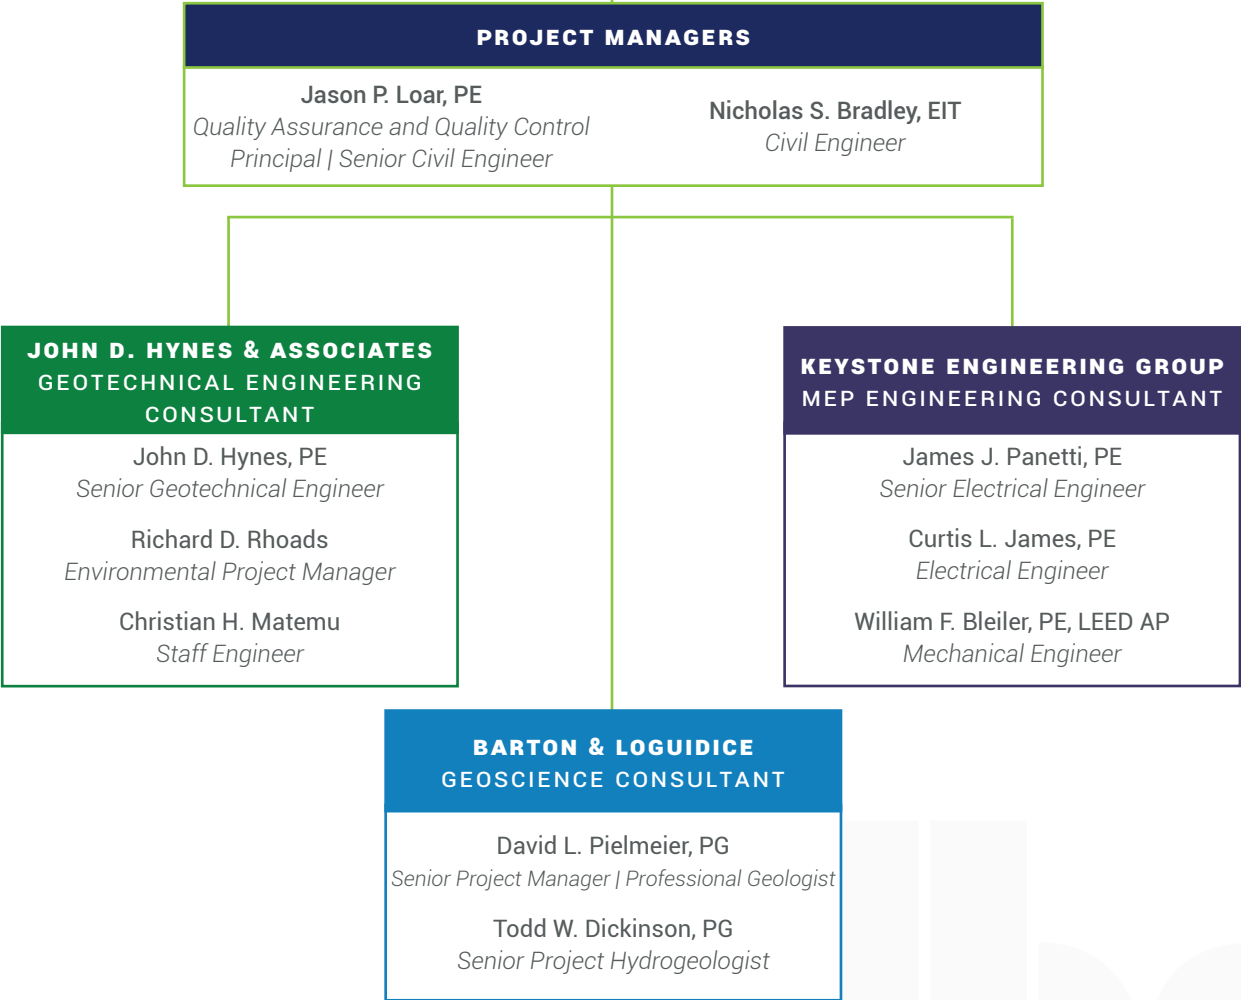 PROJECT MANAGERS
Jason P. Loar, PE
Quality Assurance and Quality Control
Principal | Senior Civil Engineer
Nicholas S. Bradley, EIT
Civil Engineer
JOHN D. HYNES & ASSOCIATES
GEOTECHNICAL ENGINEERING
CONSULTANT
John D. Hynes, PE
Senior Geotechnical Engineer
Richard D. Rhoads
Environmental Project Manager
Christian H. Matemu
Staff Engineer
KEYSTONE ENGINEERING GROUP
MEP ENGINEERING CONSULTANT
James J. Panetti, PE
Senior Electrical Engineer
Curtis L. James, PE
Electrical Engineer
William F. Bleiler, PE, LEED AP
Mechanical Engineer
BARTON & LOGUIDICE
GEOSCIENCE CONSULTANT
David L. Pielmeier, PG
Senior Project Manager | Professional Geologist
Todd W. Dickinson, PG
Senior Project Hydrogeologist